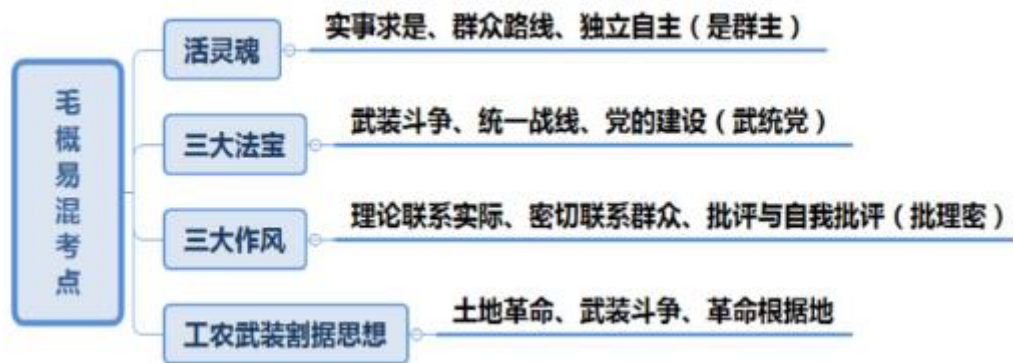 毛概易混考点
活灵魂
实事求是、群众路线、独立自主（是群主）
三大法宝
武装斗争、统一战线、党的建设（武统党）
三大作风
理论联系实际、密切联系群众、批评与自我批评（批理密）
工农武装割据思想
土地革命、武装斗争、革命根据地